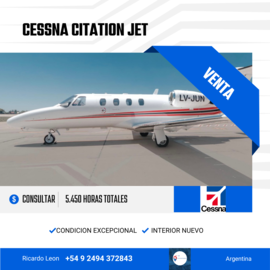 CESSNA CITATION JET
VENTA
LV-JUN
CONSULTAR
5.450 HORAS TOTALES
Cessna
CONDICION EXCEPCIONAL
INTERIOR NUEVO
Ricardo Leon +54 9 2494 372843
Argentina